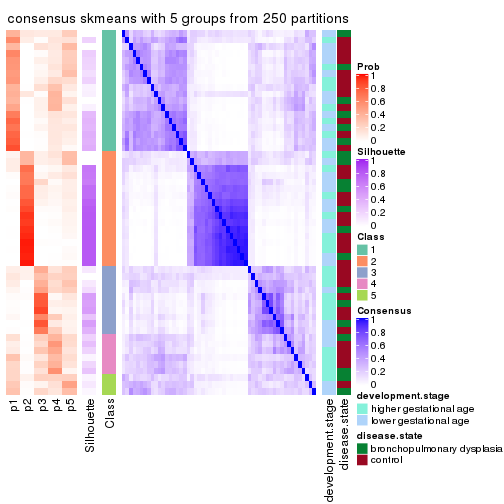 consensus skmeans with 5 groups from 250 partitions
Prob
1
0.8
0.6
0.4
0.2
0
Silhouette
1
0.8
0.6
0.4
0.2
0
Class
1
2
3
4
5
Consensus
1
0.8
0.6
0.4
0.2
0
development.stage
higher gestational age
lower gestational age
disease.state
bronchopulmonary dysplasia
control
p1
p2
p3
p4
p5
Silhouette
Class
development.stage
disease.state